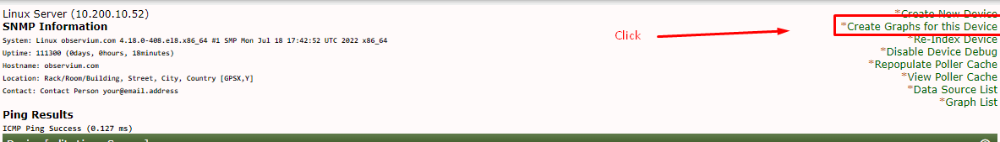 Linux Server (10.200.10.52)
SNMP Information
System: Linux observium.com 4.18.0-408.el8.x86_64 #1 SMP Mon Jul 18 17:42:52 UTC 2022 x86_64
Uptime: 111300 (0days, 0hours, 18minutes)
Hostname: observium.com
Location: Rack/Room/Building, Street, City, Country [GPSX,Y]
Contact: Contact Person your@email.address
Ping Results
ICMP Ping Success (0.127 ms)
Click
*Create New Device
*Create Graphs for this Device
*Re-Index Device
*Disable Device Debug
*Repopulate Poller Cache
*View Poller Cache
*Data Source List
*Graph List